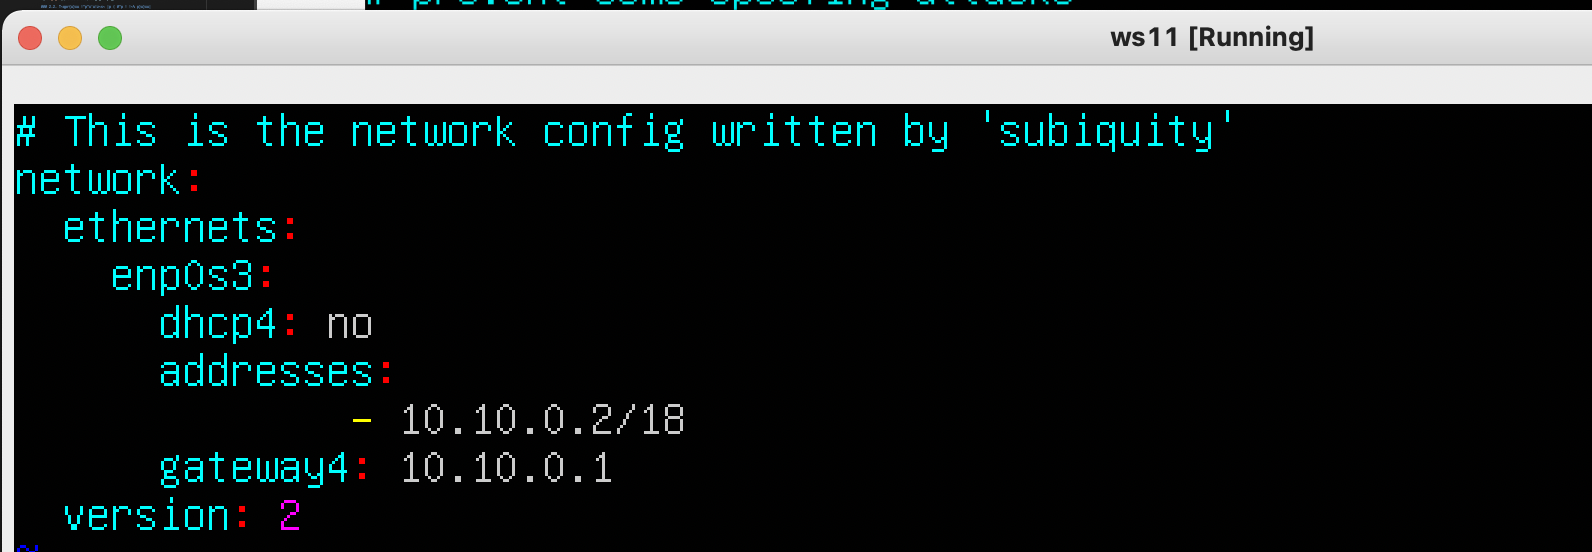 ws11 [Running]
# This is the network config written by 'subiquity'
network:
  ethernets:
    enp0s3:
      dhcp4: no
      addresses:
              - 10.10.0.2/18
      gateway4: 10.10.0.1
  version: 2